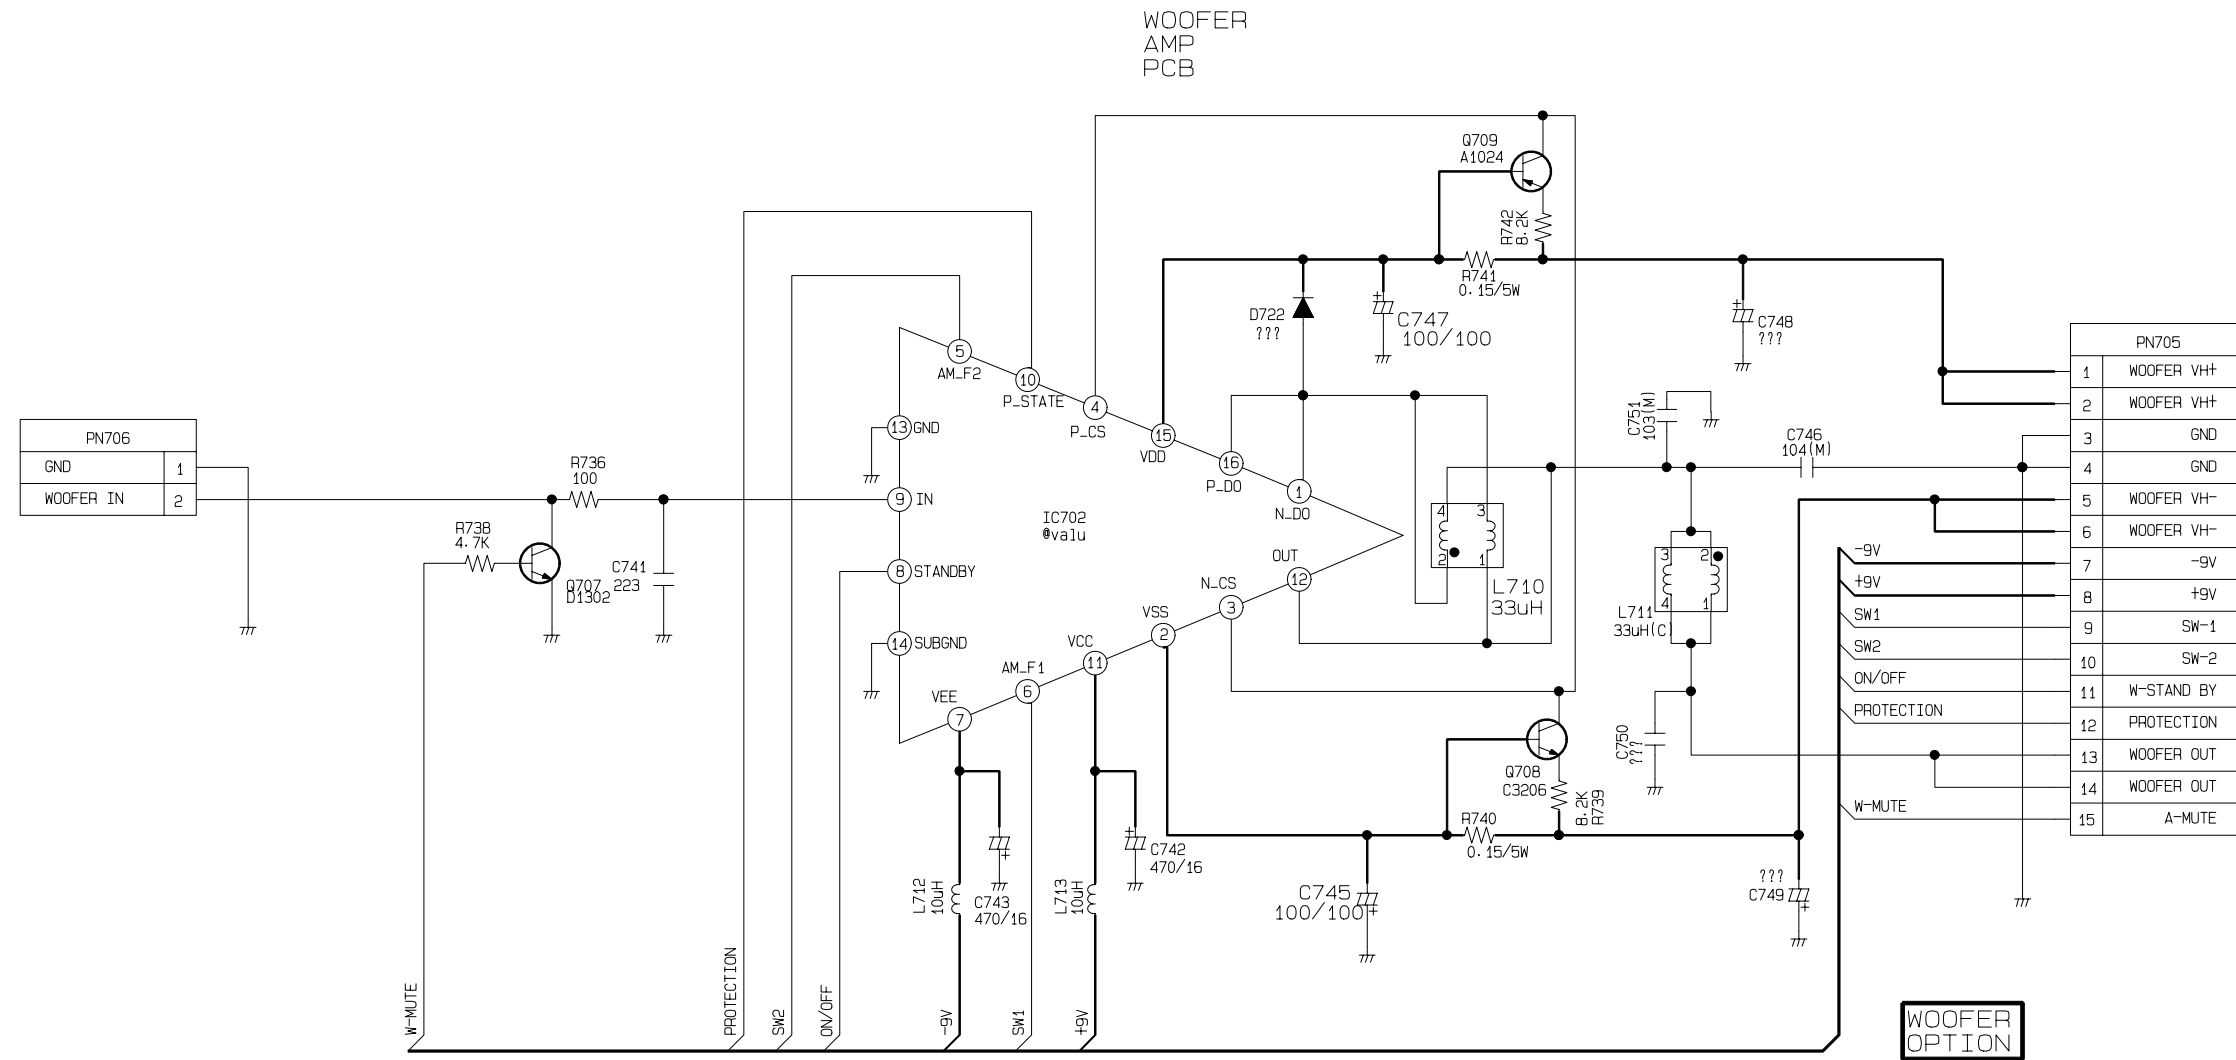 WOOFER
AMP
PCB
Q709
A1024
R742
8.2K
R741
0.15/5W
D722
???
C747
100/100
C748
???
5
AM_F2
10
P_STATE
4
P_CS
15
VDD
16
P_DO
1
N_DO
13
GND
9
IN
8
STANDBY
14
SUBGND
IC702
@valu
OUT
12
N_CS
3
VSS
2
VCC
11
AM_F1
6
VEE
7
PN706
GND
1
WOOFER IN
2
R736
100
R738
4.7K
Q707
D1302
C741
223
4
3
2
1
L710
33uH
C751
103(M)
C746
104(M)
3
2
4
1
L711
33uH(C)
C750
???
Q708
C3206
8.2K
R739
R740
0.15/5W
C745
100/100
???
C749
L712
10uH
C743
470/16
L713
10uH
C742
470/16
W-MUTE
PROTECTION
SW2
ON/OFF
-9V
SW1
+9V
-9V
+9V
SW1
SW2
ON/OFF
PROTECTION
W-MUTE
PN705
1
WOOFER VH+
2
WOOFER VH+
3
GND
4
GND
5
WOOFER VH-
6
WOOFER VH-
7
-9V
8
+9V
9
SW-1
10
SW-2
11
W-STAND BY
12
PROTECTION
13
WOOFER OUT
14
WOOFER OUT
15
A-MUTE
WOOFER
OPTION